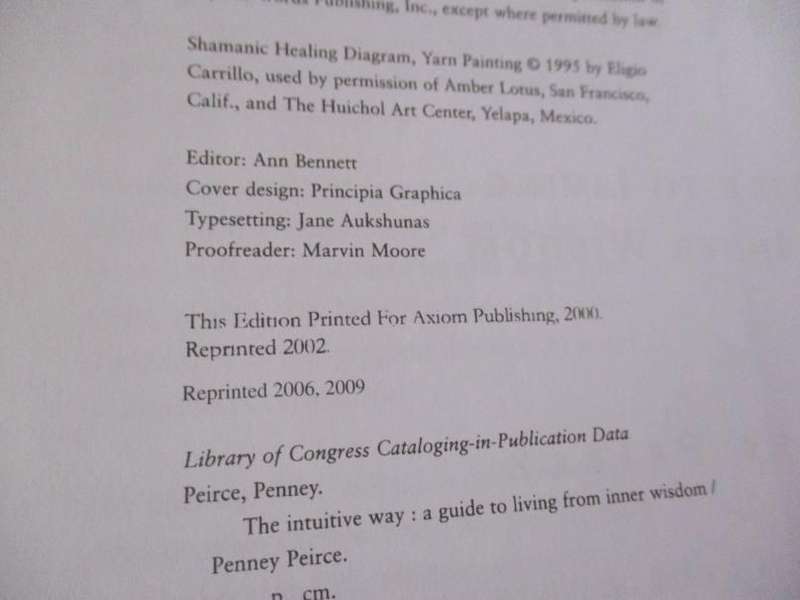 Publishing, Inc., except where permitted by law.
Shamanic Healing Diagram, Yarn Painting © 1995 by Eligio
Carrillo, used by permission of Amber Lotus, San Francisco,
Calif., and The Huichol Art Center, Yelapa, Mexico.
Editor: Ann Bennett
Cover design: Principia Graphica
Typesetting: Jane Aukshunas
Proofreader: Marvin Moore
This Edition Printed For Axiom Publishing, 2000.
Reprinted 2002.
Reprinted 2006, 2009
Library of Congress Cataloging-in-Publication Data
Peirce, Penney.
The intuitive way : a guide to living from inner wisdom /
Penney Peirce.
p. cm.